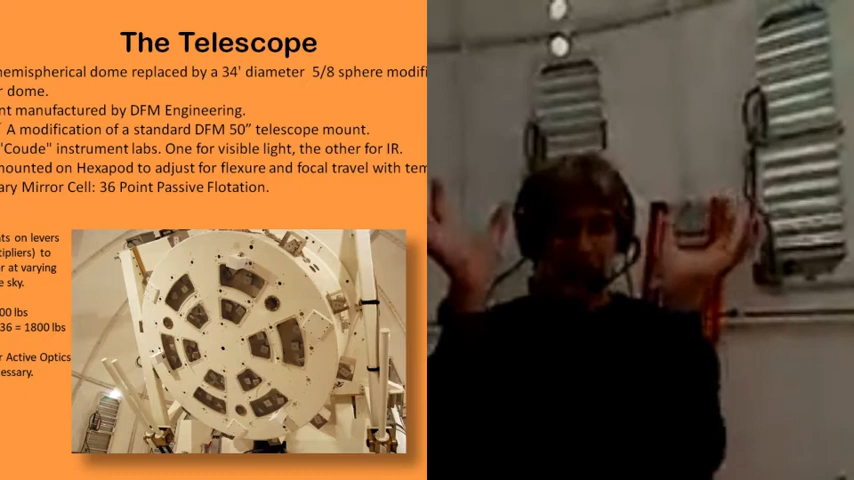 The Telescope
hemispherical dome replaced by a 34' diameter 5/8 sphere modifi
r dome.
nt manufactured by DFM Engineering.
A modification of a standard DFM 50” telescope mount.
"Coude" instrument labs. One for visible light, the other for IR.
mounted on Hexapod to adjust for flexure and focal travel with tem
ary Mirror Cell: 36 Point Passive Flotation.
ts on levers
tipliers) to
r at varying
e sky.
00 lbs
36 = 1800 lbs
r Active Optics
essary.